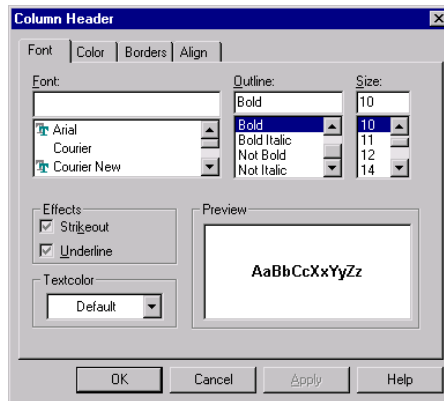 Column Header
Font Color Borders Align
Font: Outline: Size:
Bold 10
Arial
Courier
Courier New
Bold
Bold Italic
Not Bold
Not Italic
10
11
12
14
Effects
Strikeout
Underline
Textcolor
Default
Preview
AaBbCcXxYyZz
OK Cancel Apply Help